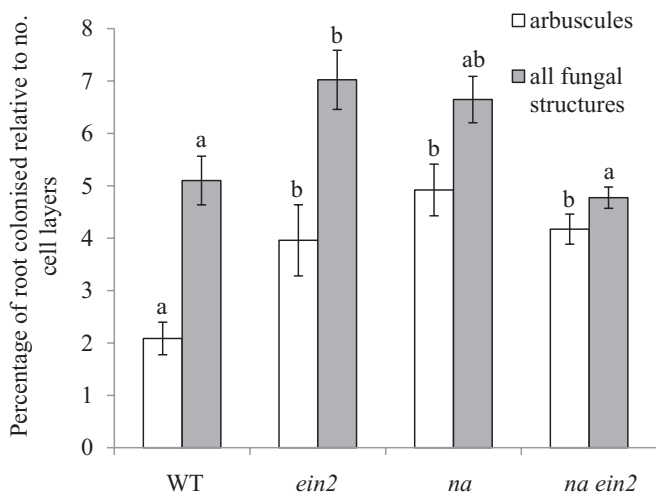 Percentage of root colonised relative to no.
cell layers
8
7
6
5
4
3
2
1
0
arbuscules
all fungal
structures
a
a
b
b
b
ab
b
a
WT
ein2
na
na ein2